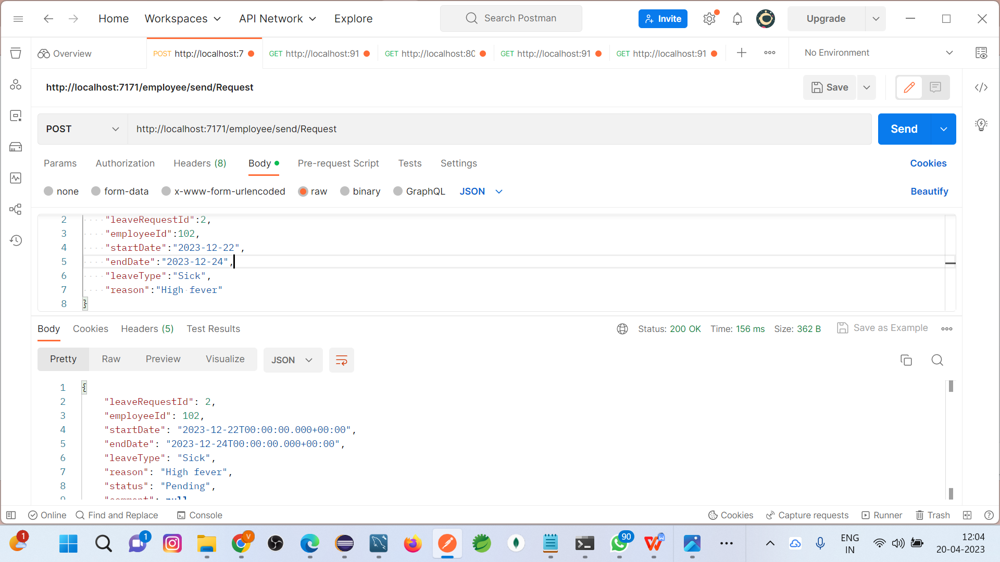 Home Workspaces API Network Explore Search Postman Invite Upgrade
Overview POST http://localhost:7 GET http://localhost:91 GET http://localhost:80 GET http://localhost:91 GET http://localhost:91 No Environment
http://localhost:7171/employee/send/Request Save
POST http://localhost:7171/employee/send/Request Send
Params Authorization Headers (8) Body Pre-request Script Tests Settings Cookies
none form-data x-www-form-urlencoded raw binary GraphQL JSON Beautify
2 "leaveRequestId":2,
3 "employeeId":102,
4 "startDate":"2023-12-22",
5 "endDate":"2023-12-24",
6 "leaveType":"Sick",
7 "reason":"High fever"
8 }
Body Cookies Headers (5) Test Results Status: 200 OK Time: 156 ms Size: 362 B Save as Example
Pretty Raw Preview Visualize JSON
1 {
2 "leaveRequestId": 2,
3 "employeeId": 102,
4 "startDate": "2023-12-22T00:00:00.000+00:00",
5 "endDate": "2023-12-24T00:00:00.000+00:00",
6 "leaveType": "Sick",
7 "reason": "High fever",
8 "status": "Pending",
9 "comment": null
Online Find and Replace Console Cookies Capture requests Runner Trash
1 1 V 90 W ENG 12:04
IN 20-04-2023